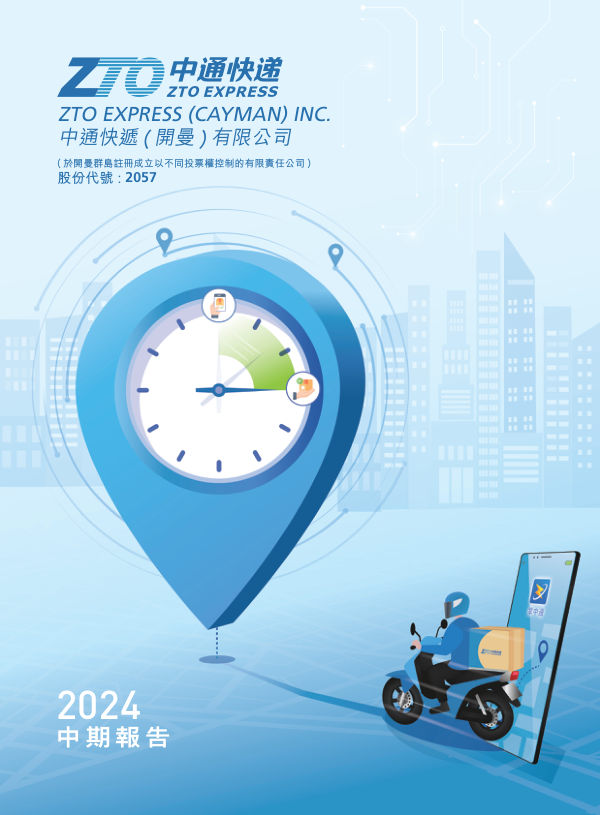 ZTO 中通快递
ZTO EXPRESS
ZTO EXPRESS (CAYMAN) INC.
中通快遞 ( 開曼 ) 有限公司
( 於開曼群島註冊成立以不同投票權控制的有限責任公司 )
股份代號 : 2057
2024
中期報告